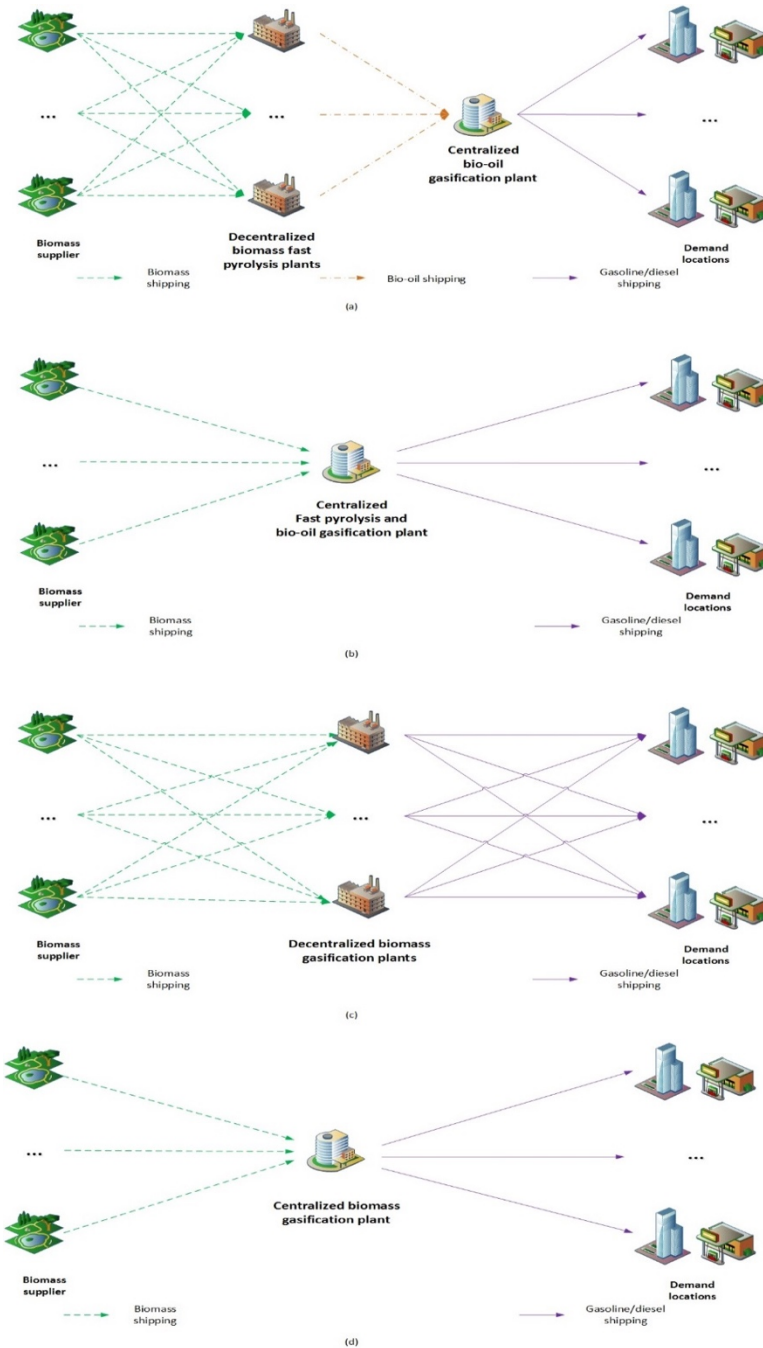 ...
...
...
Centralized
bio-oil
gasification plant
Biomass
supplier
Decentralized
biomass fast
pyrolysis plants
Demand
locations
Biomass
shipping
Bio-oil shipping
Gasoline/diesel
shipping
(a)
...
...
Centralized
Fast pyrolysis and
bio-oil gasification plant
Biomass
supplier
Demand
locations
Biomass
shipping
Gasoline/diesel
shipping
(b)
...
...
...
Biomass
supplier
Decentralized biomass
gasification plants
Demand
locations
Biomass
shipping
Gasoline/diesel
shipping
(c)
...
...
Centralized biomass
gasification plant
Biomass
supplier
Demand
locations
Biomass
shipping
Gasoline/diesel
shipping
(d)